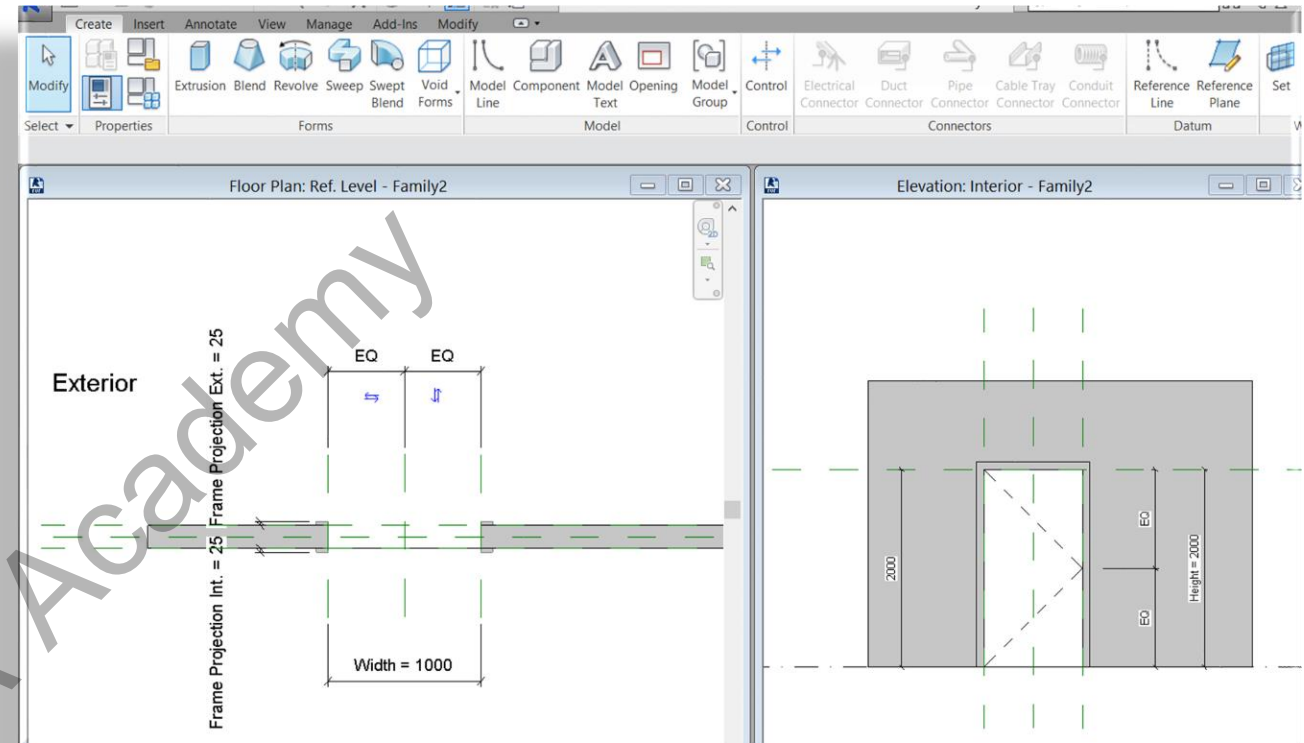 Create Insert Annotate View Manage Add-Ins Modify
Modify
Extrusion Blend Revolve Sweep Swept Blend Void Forms
Model Line Component Model Text Opening Model Group
Control
Electrical Connector Duct Connector Pipe Connector Cable Tray Connector Conduit Connector
Reference Line Reference Plane
Set
Select Properties Forms Model Control Connectors Datum
Floor Plan: Ref. Level - Family2
Elevation: Interior - Family2
2D
Exterior
EQ EQ
Frame Projection Ext. = 25
Frame Projection Int. = 25
Width = 1000
2000
EQ
EQ
Height = 2000
Academy